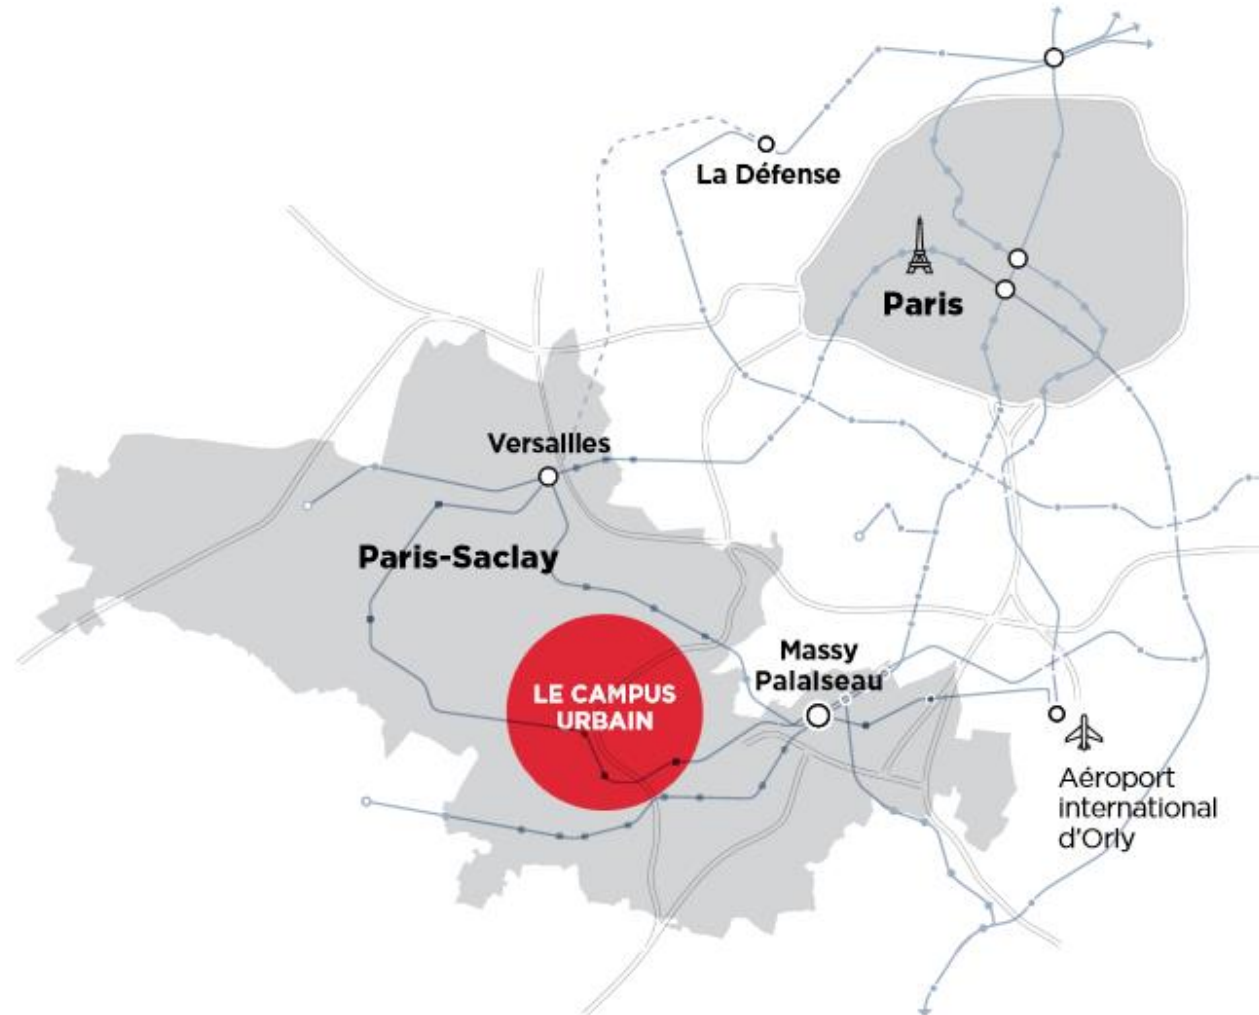 La Défense
Paris
Versailles
Paris-Saclay
LE CAMPUS
URBAIN
Massy
Palaiseau
Aéroport
international
d'Orly